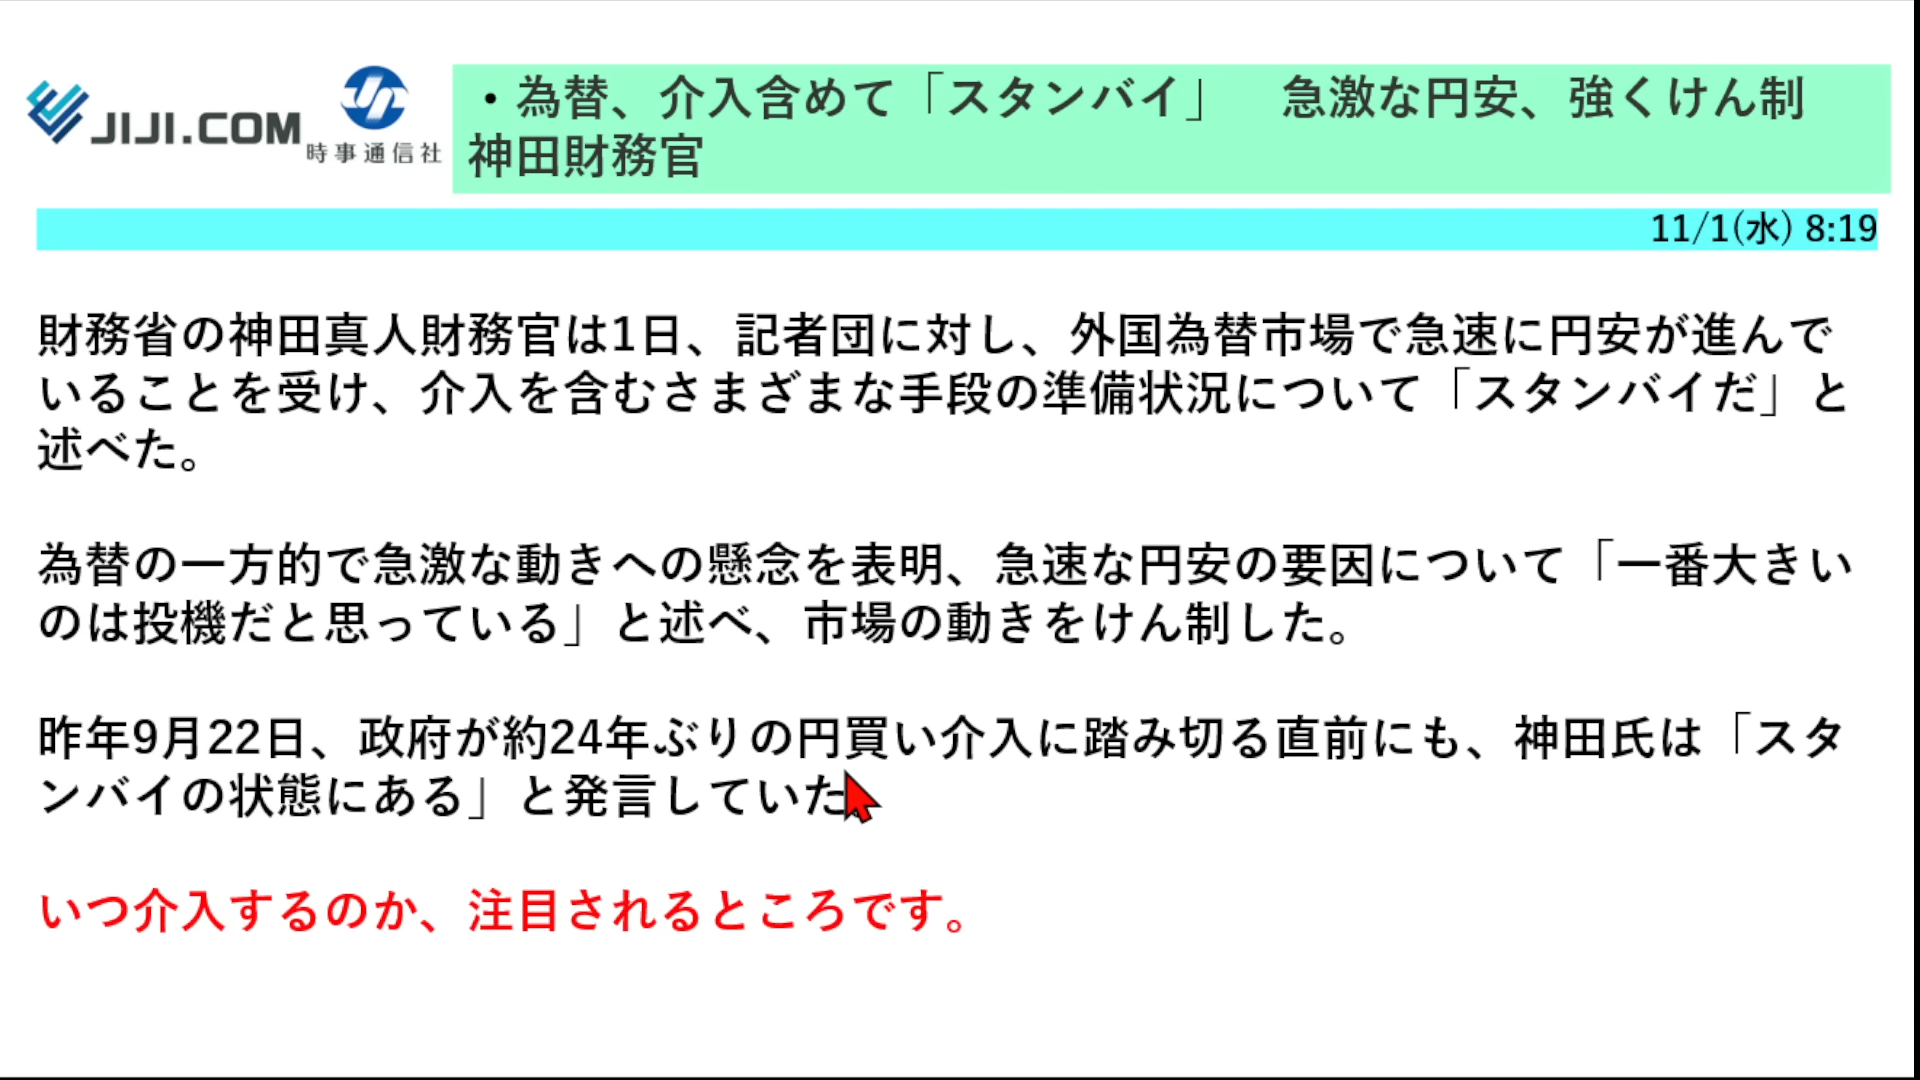 JIJI.COM
時事通信社
・為替、介入含めて「スタンバイ」　急激な円安、強くけん制
神田財務官
11/1(水) 8:19
財務省の神田真人財務官は1日、記者団に対し、外国為替市場で急速に円安が進んで
いることを受け、介入を含むさまざまな手段の準備状況について「スタンバイだ」と
述べた。
為替の一方的で急激な動きへの懸念を表明、急速な円安の要因について「一番大きい
のは投機だと思っている」と述べ、市場の動きをけん制した。
昨年9月22日、政府が約24年ぶりの円買い介入に踏み切る直前にも、神田氏は「スタ
ンバイの状態にある」と発言していた
いつ介入するのか、注目されるところです。